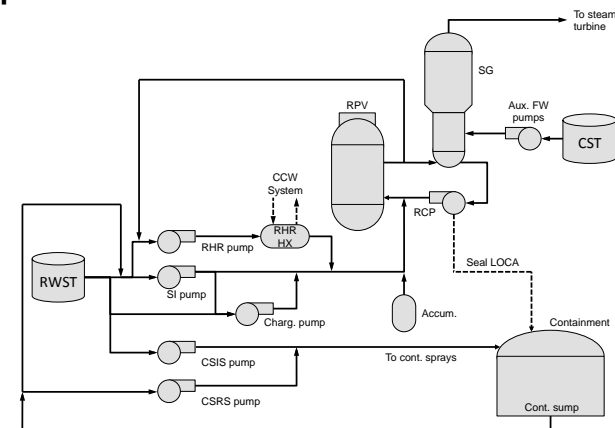 To steam
turbine
SG
RPV
Aux. FW
pumps
CST
CCW
System
RCP
RHR
HX
RHR pump
Seal LOCA
RWST
SI pump
Accum.
Charg. pump
Containment
To cont. sprays
CSIS pump
CSRS pump
Cont. sump